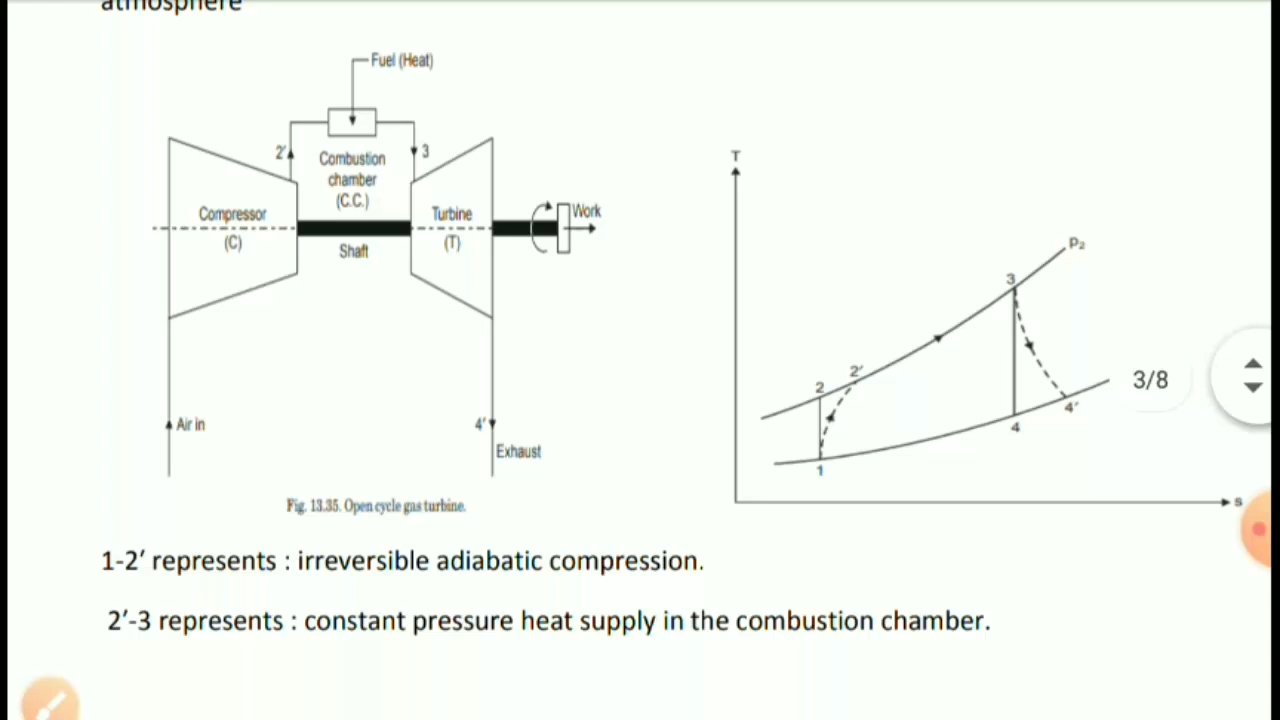 atmosphere
Fuel (Heat)
2′
3
Combustion
chamber
(C.C.)
Compressor
(C)
Turbine
(T)
Work
Shaft
Air in
4′
Exhaust
Fig. 13.35. Open cycle gas turbine.
T
P₂
3
2
2′
4′
4
1
s
3/8
1-2′ represents : irreversible adiabatic compression.
2′-3 represents : constant pressure heat supply in the combustion chamber.